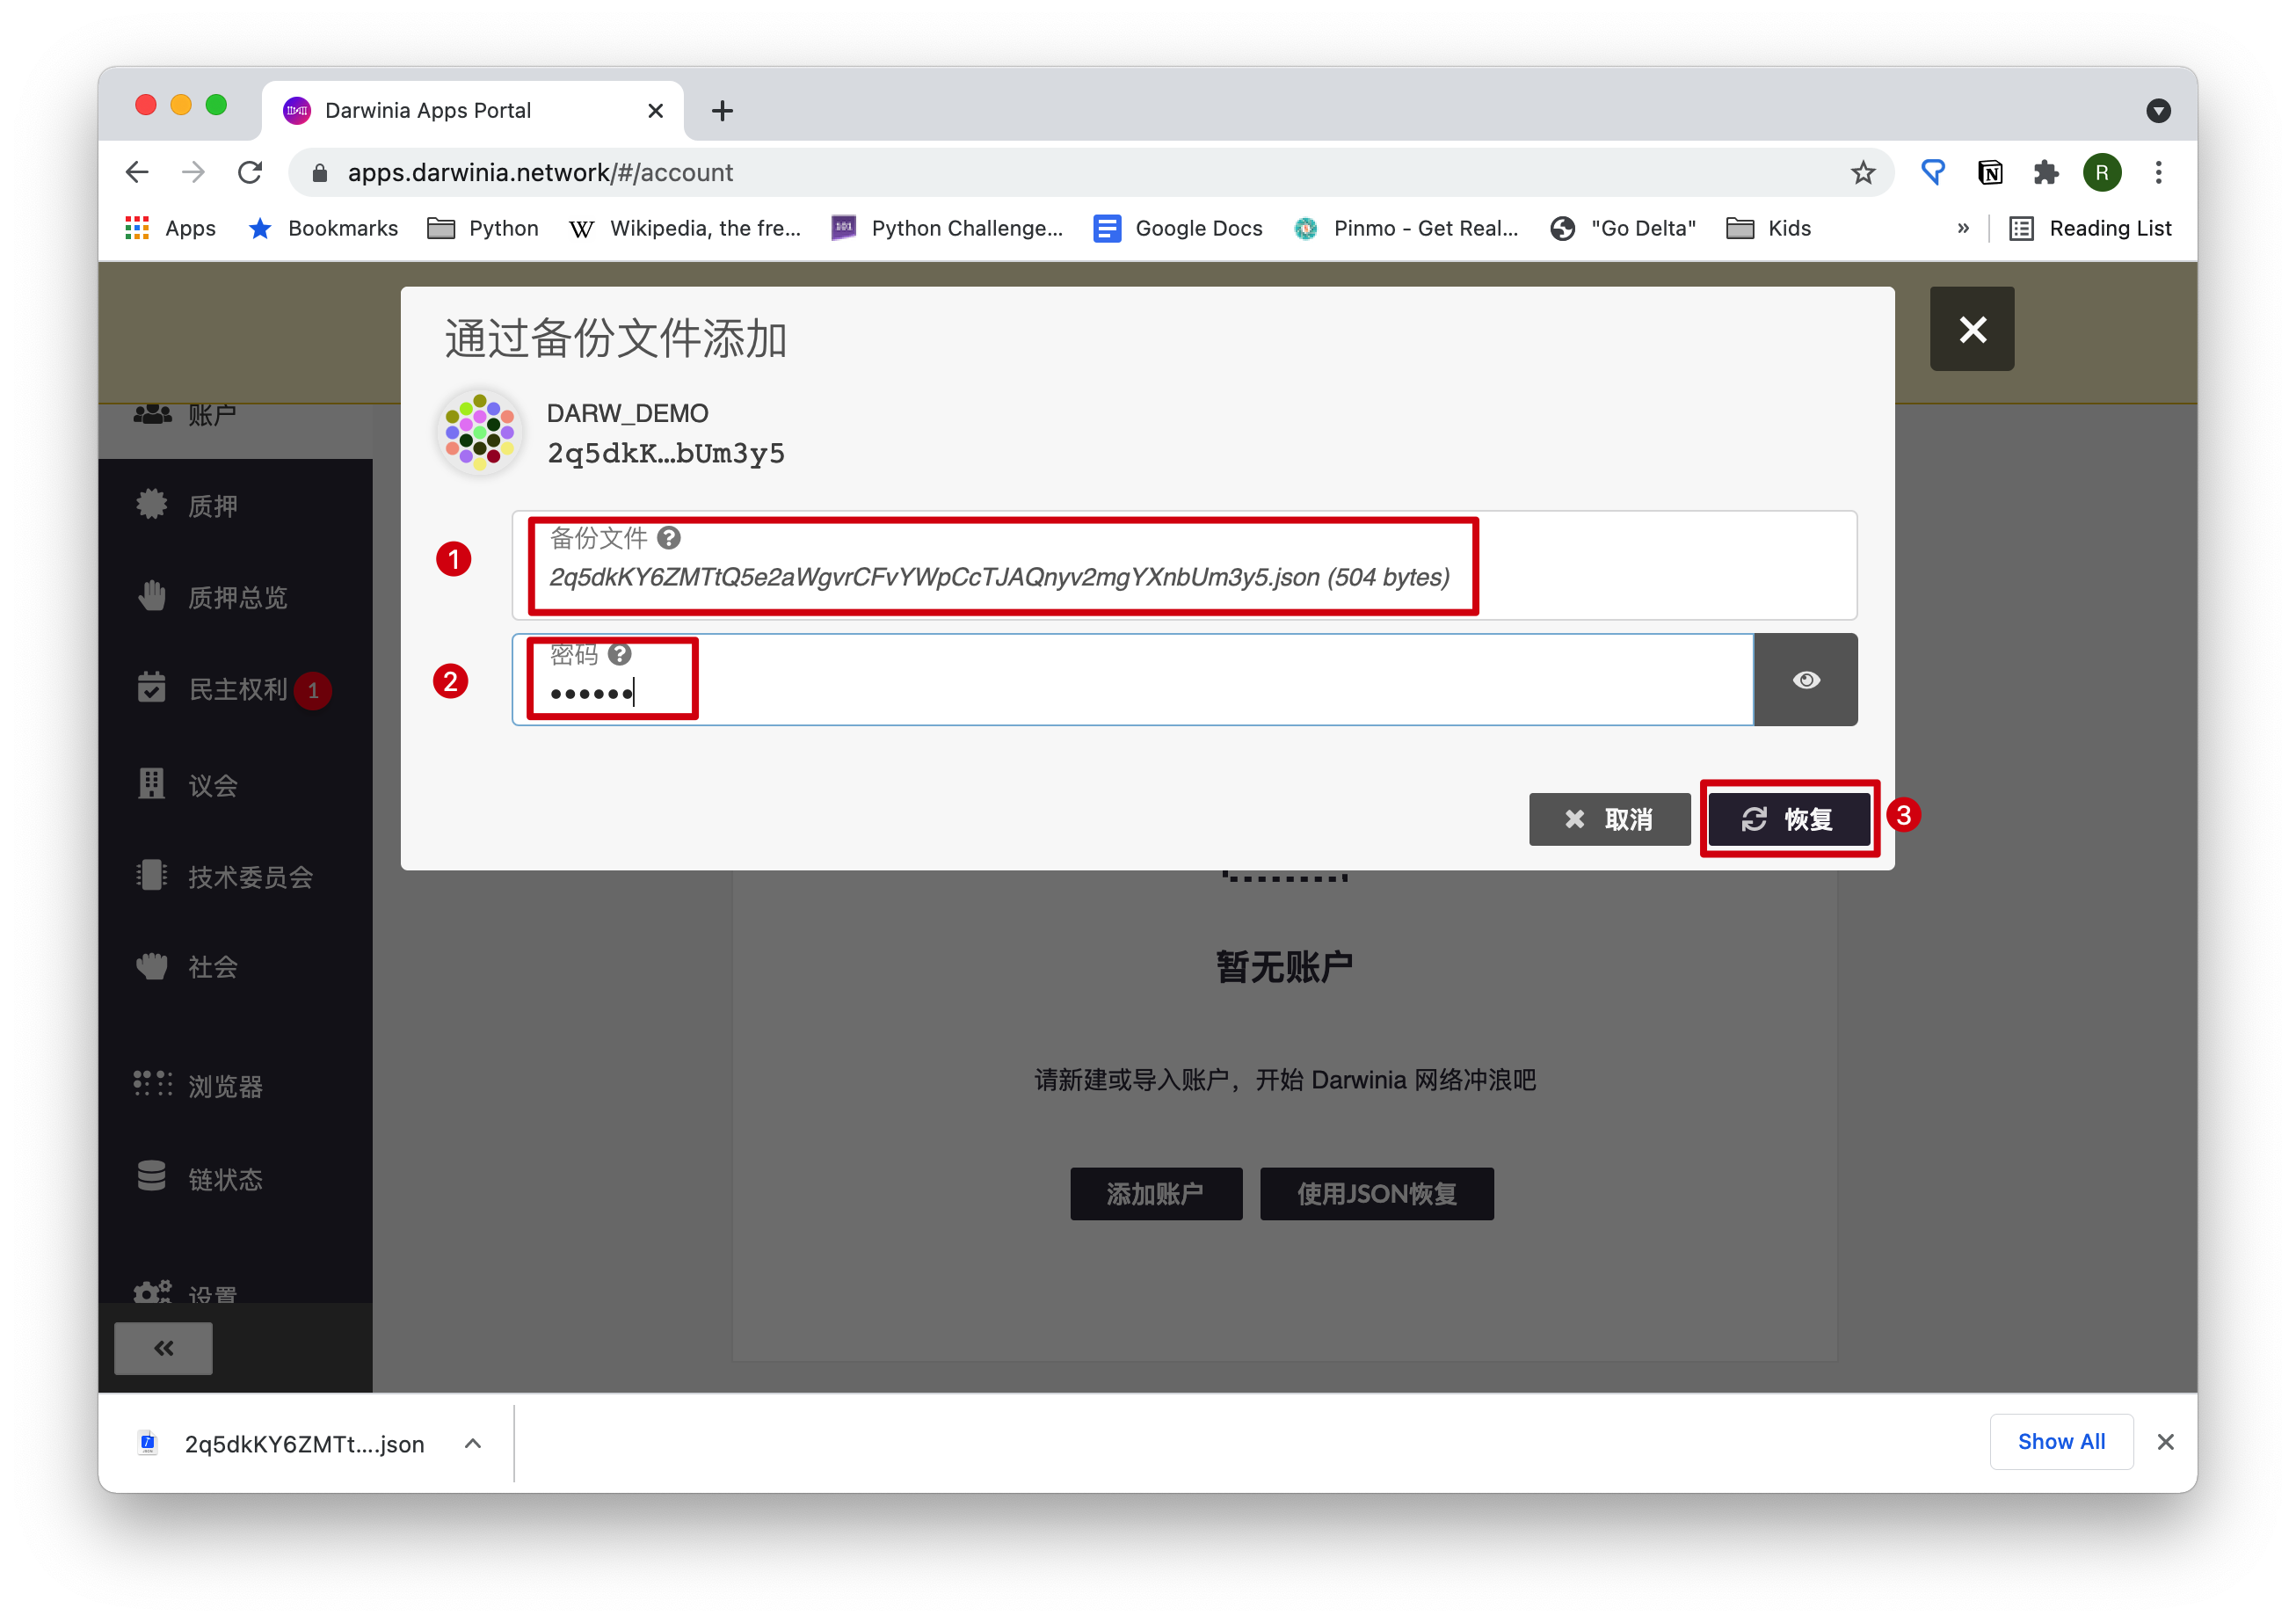 Darwinia Apps Portal
apps.darwinia.network/#/account
R
Apps
Bookmarks
Python
W
Wikipedia, the fre...
101
Python Challenge...
Google Docs
Pinmo - Get Real...
"Go Delta"
Kids
»
Reading List
通过备份文件添加
DARW_DEMO
2q5dkK…bUm3y5
1
备份文件
2q5dkKY6ZMTtQ5e2aWgvrCFvYWpCcTJAQnyv2mgYXnbUm3y5.json (504 bytes)
2
密码
••••••
取消
恢复
3
账户
质押
质押总览
民主权利 1
议会
技术委员会
社会
浏览器
链状态
设置
暂无账户
请新建或导入账户，开始 Darwinia 网络冲浪吧
添加账户
使用JSON恢复
2q5dkKY6ZMTt....json
Show All